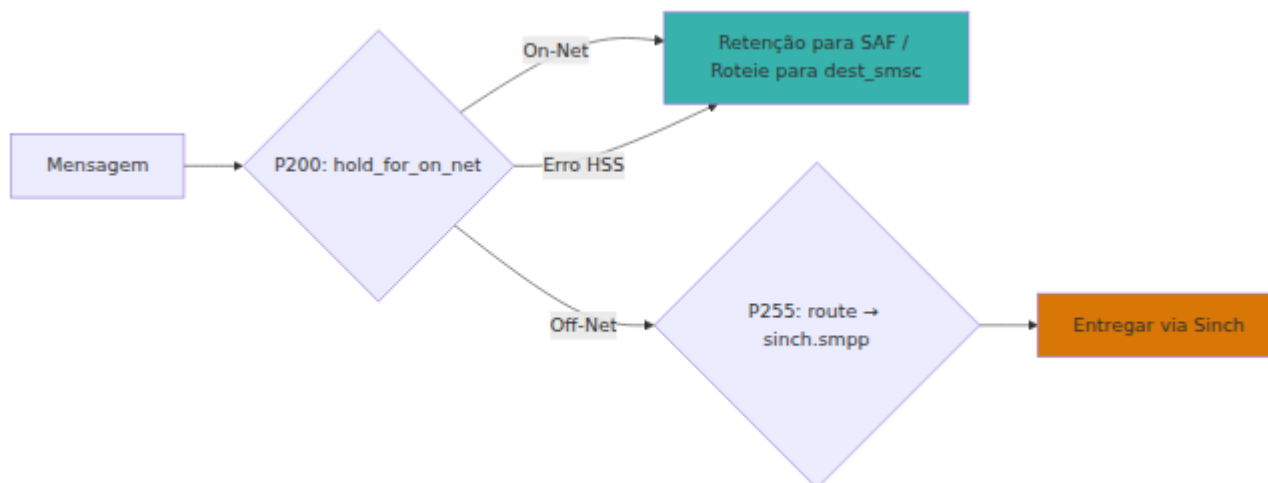 Mensagem
P200: hold_for_on_net
On-Net
Retenção para SAF /
Roteie para dest_smsc
Erro HSS
Off-Net
P255: route →
sinch.smpp
Entregar via Sinch